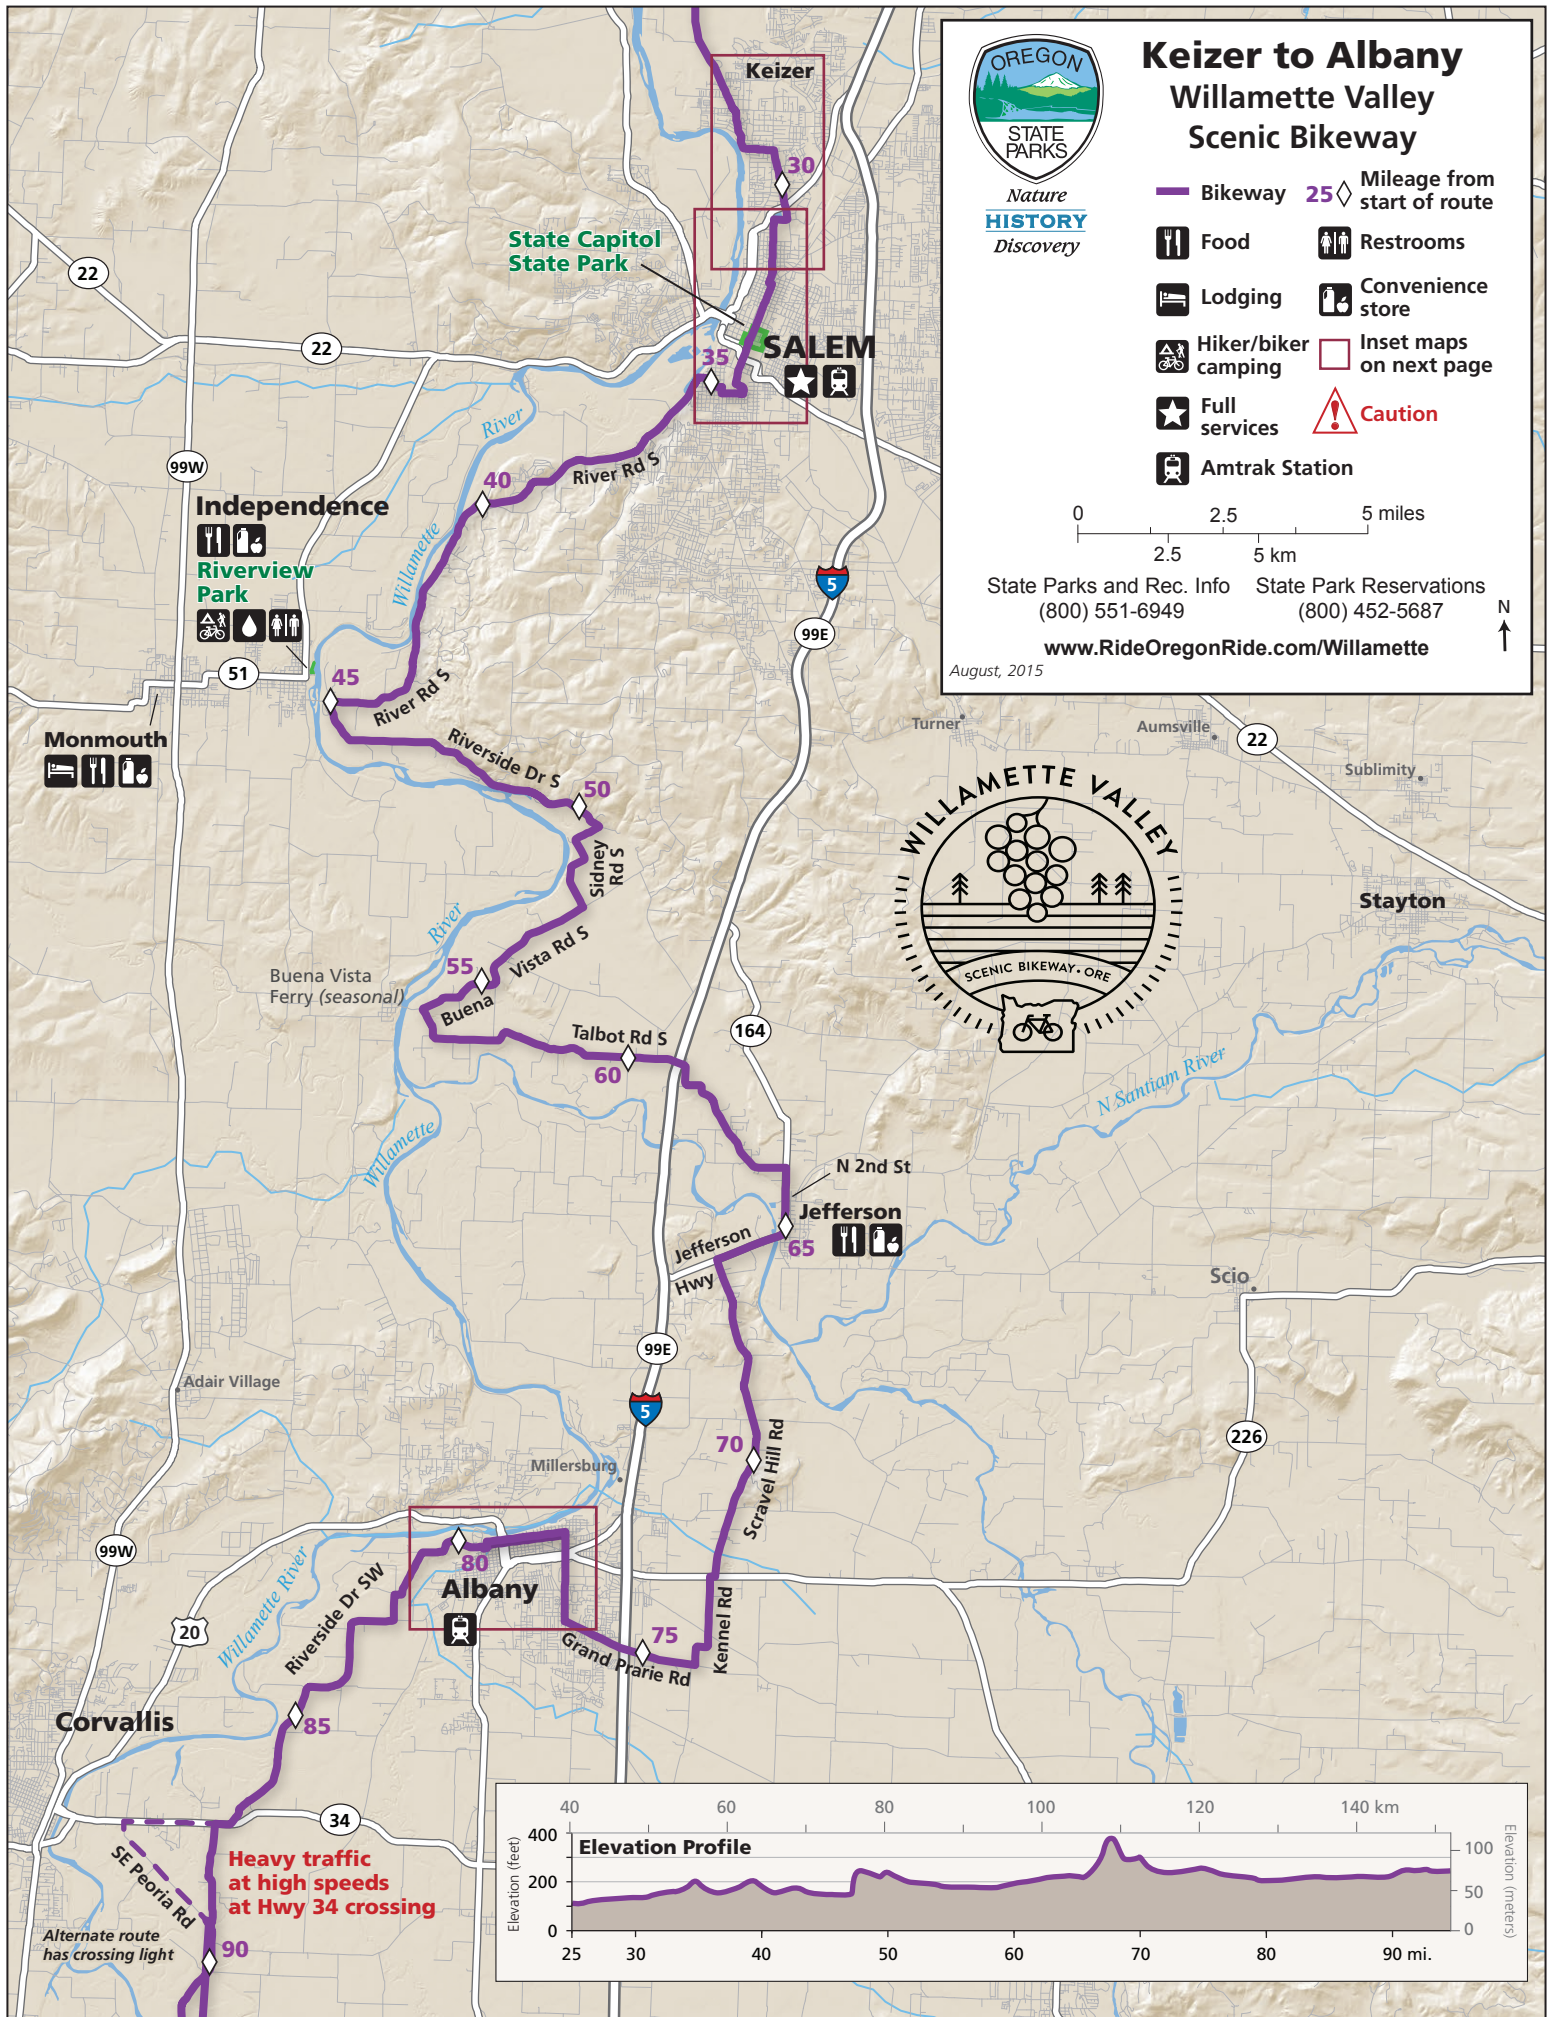 Keizer to Albany
Willamette Valley
Scenic Bikeway
OREGON
STATE
PARKS
Nature
HISTORY
Discovery
Bikeway
25
Mileage from
start of route
Food
Restrooms
Lodging
Convenience
store
Hiker/biker
camping
Inset maps
on next page
Full
services
Caution
Amtrak Station
0
2.5
5 miles
2.5
5 km
State Parks and Rec. Info
(800) 551-6949
State Park Reservations
(800) 452-5687
N
www.RideOregonRide.com/Willamette
August, 2015
Keizer
30
State Capitol
State Park
22
22
SALEM
35
River
99W
River Rd S
40
Independence
Willamette
Riverview
Park
5
99E
51
45
River Rd S
Monmouth
Riverside Dr S
50
Turner
Aumsville
22
Sublimity
WILLAMETTE VALLEY
SCENIC BIKEWAY • ORE
Sidney
Rd S
Stayton
River
Vista Rd S
55
Buena Vista
Ferry (seasonal)
Buena
Talbot Rd S
164
60
N Santiam River
Willamette
N 2nd St
Jefferson
65
Jefferson
Hwy
Scio
99E
Adair Village
5
226
70
Scravel Hill Rd
Millersburg
99W
80
Albany
Willamette River
Riverside Dr SW
20
Kennel Rd
75
Grand Prarie Rd
Corvallis
85
34
SE Peoria Rd
Heavy traffic
at high speeds
at Hwy 34 crossing
Alternate route
has crossing light
90
40
60
80
100
120
140 km
Elevation Profile
Elevation (feet)
400
200
0
Elevation (meters)
100
50
0
25
30
40
50
60
70
80
90 mi.